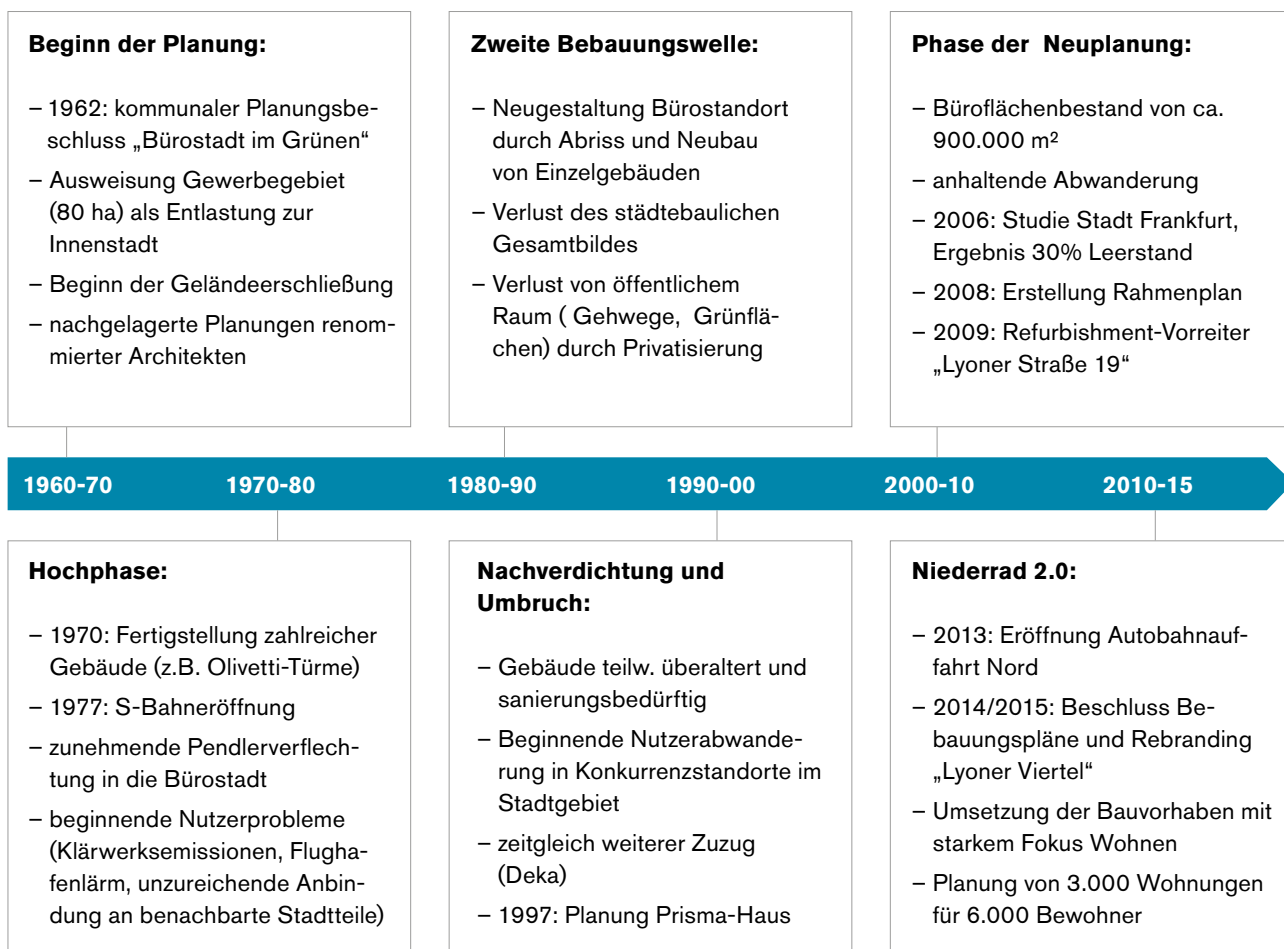 Beginn der Planung:
– 1962: kommunaler Planungsbe-
schluss „Bürostadt im Grünen“
– Ausweisung Gewerbegebiet
(80 ha) als Entlastung zur
Innenstadt
– Beginn der Geländeerschließung
– nachgelagerte Planungen renom-
mierter Architekten
Zweite Bebauungswelle:
– Neugestaltung Bürostandort
durch Abriss und Neubau
von Einzelgebäuden
– Verlust des städtebaulichen
Gesamtbildes
– Verlust von öffentlichem
Raum ( Gehwege, Grünflä-
chen) durch Privatisierung
Phase der Neuplanung:
– Büroflächenbestand von ca.
900.000 m²
– anhaltende Abwanderung
– 2006: Studie Stadt Frankfurt,
Ergebnis 30% Leerstand
– 2008: Erstellung Rahmenplan
– 2009: Refurbishment-Vorreiter
„Lyoner Straße 19“
1960-70 1970-80 1980-90 1990-00 2000-10 2010-15
Hochphase:
– 1970: Fertigstellung zahlreicher
Gebäude (z.B. Olivetti-Türme)
– 1977: S-Bahneröffnung
– zunehmende Pendlerverflech-
tung in die Bürostadt
– beginnende Nutzerprobleme
(Klärwerksemissionen, Flugha-
fenlärm, unzureichende Anbin-
dung an benachbarte Stadtteile)
Nachverdichtung und
Umbruch:
– Gebäude teilw. überaltert und
sanierungsbedürftig
– Beginnende Nutzerabwande-
rung in Konkurrenzstandorte im
Stadtgebiet
– zeitgleich weiterer Zuzug
(Deka)
– 1997: Planung Prisma-Haus
Niederrad 2.0:
– 2013: Eröffnung Autobahnauf-
fahrt Nord
– 2014/2015: Beschluss Be-
bauungspläne und Rebranding
„Lyoner Viertel“
– Umsetzung der Bauvorhaben mit
starkem Fokus Wohnen
– Planung von 3.000 Wohnungen
für 6.000 Bewohner